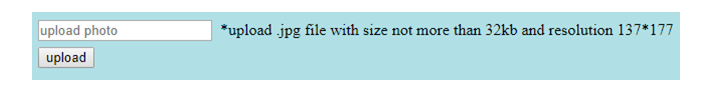 upload photo *upload .jpg file with size not more than 32kb and resolution 137*177
upload